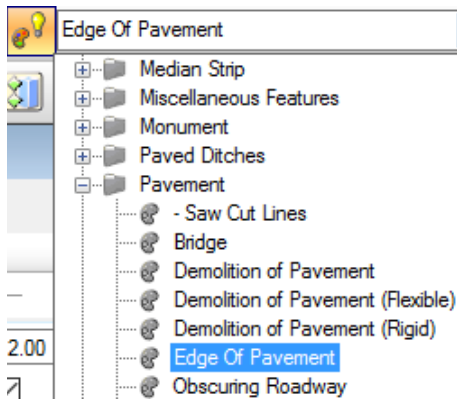 Edge Of Pavement
Median Strip
Miscellaneous Features
Monument
Paved Ditches
Pavement
- Saw Cut Lines
Bridge
Demolition of Pavement
Demolition of Pavement (Flexible)
Demolition of Pavement (Rigid)
2.00
Edge Of Pavement
Obscuring Roadway